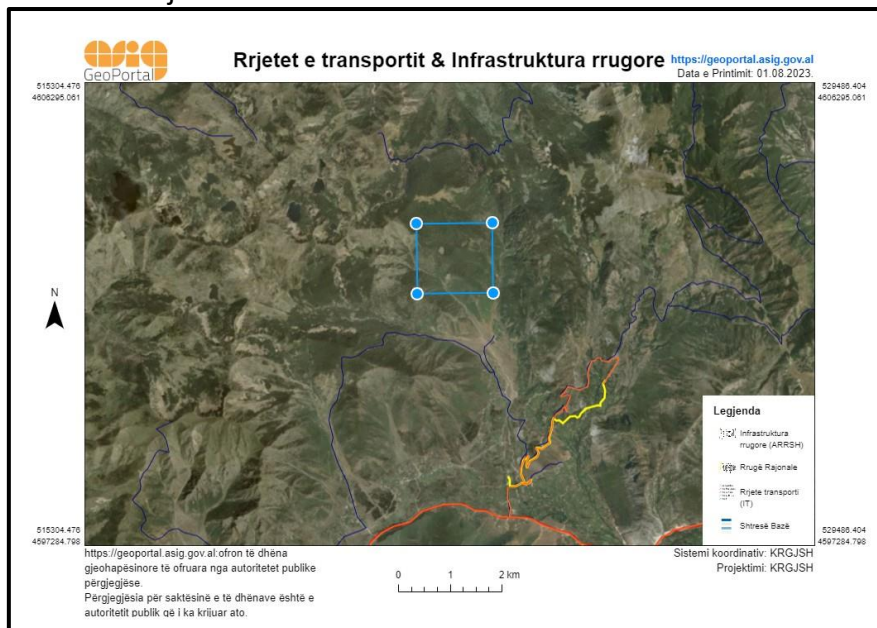 asig
GeoPortal
Rrjetet e transportit & Infrastruktura rrugore
https://geoportal.asig.gov.al
Data e Printimit: 01.08.2023.
515304.476
4606295.061
529486.404
4606295.061
N
Legjenda
Infrastruktura
rrugore (ARRSH)
Rrugë Rajonale
Rrjete transporti
(IT)
Shtresë Bazë
515304.476
4597284.798
529486.404
4597284.798
https://geoportal.asig.gov.al:ofron të dhëna
gjeohapësinore të ofruara nga autoritetet publike
përgjegjëse.
Përgjegjësia për saktësinë e të dhënave është e
autoritetit publik që i ka krijuar ato.
0 1 2 km
Sistemi koordinativ: KRGJSH
Projektimi: KRGJSH